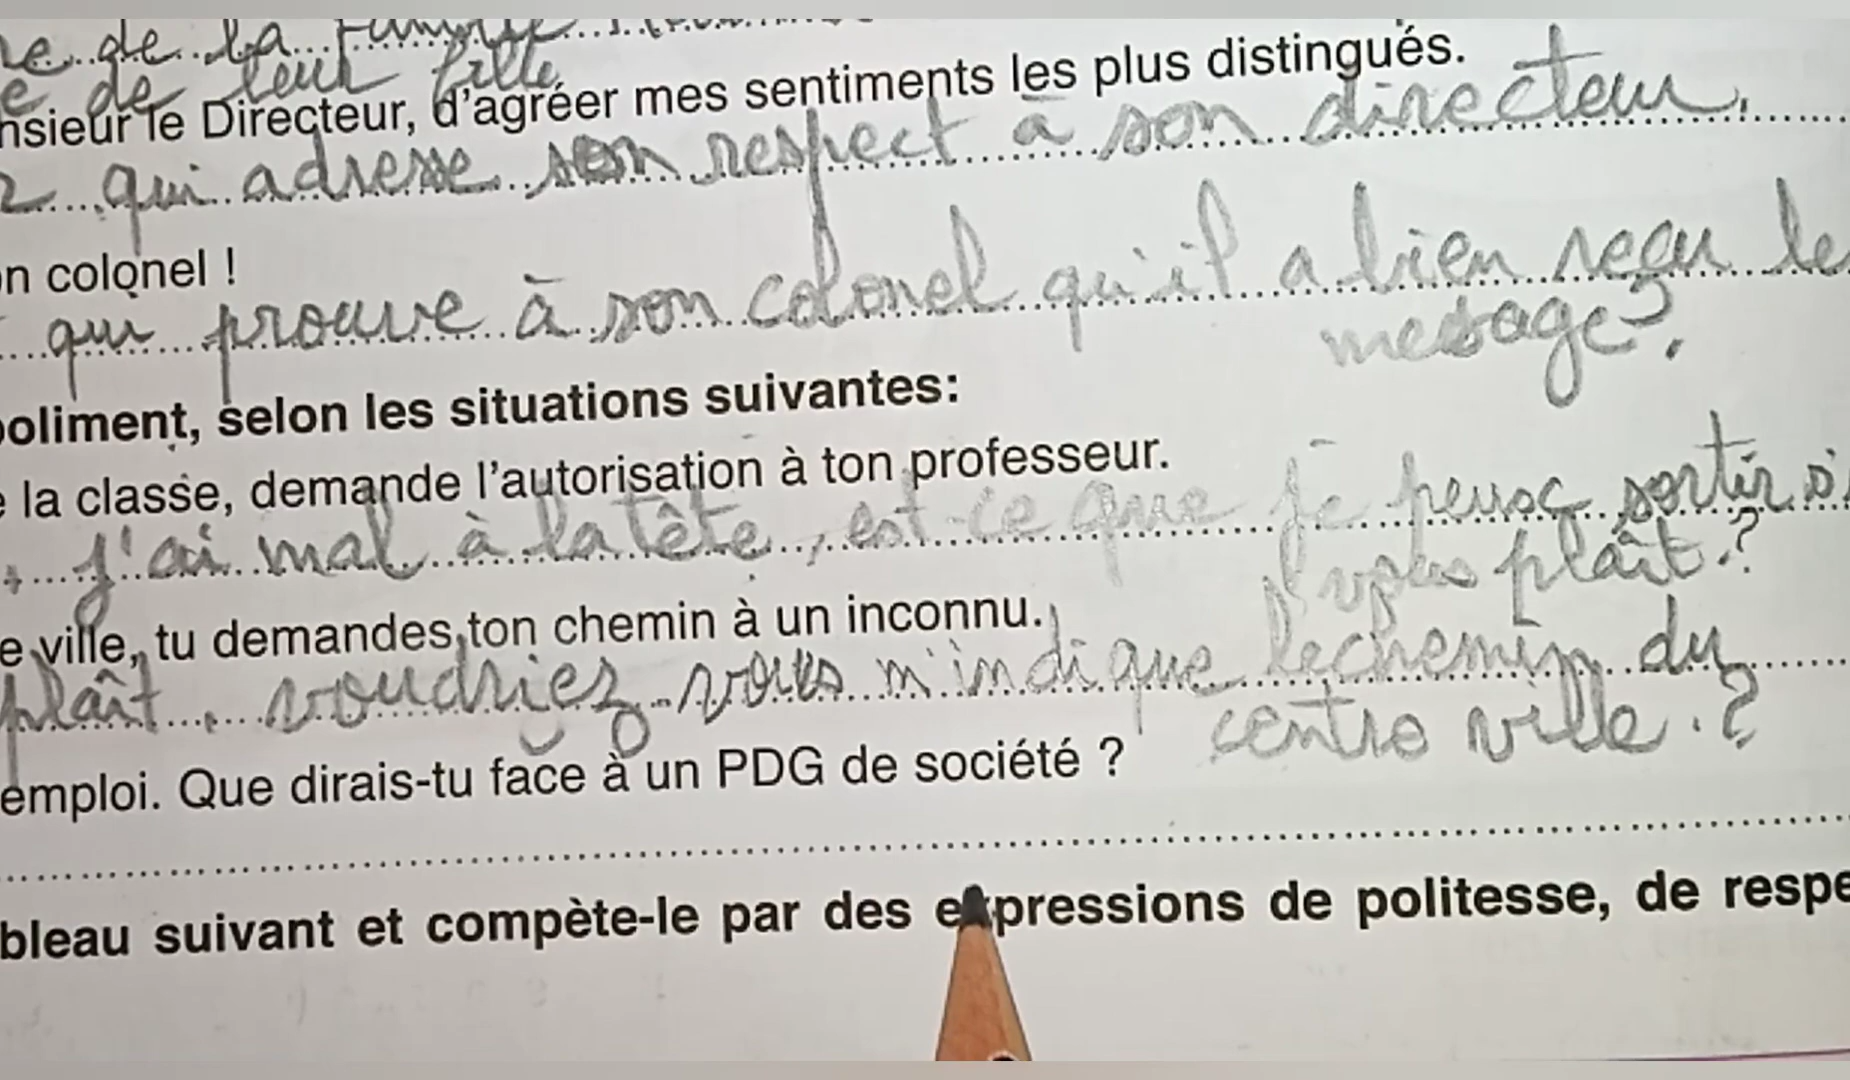 de la famille
e de leur fille
nsieur le Directeur, d'agréer mes sentiments les plus distingués.
qui adresse son respect à son directeur.
n colonel !
qui prouve à son colonel qu'il a bien reçu le
message.
oliment, selon les situations suivantes:
e la classe, demande l'autorisation à ton professeur.
, j'ai mal à la tête, est-ce que je peux sortir s'
vous plaît ?
e ville, tu demandes ton chemin à un inconnu.
plaît, voudriez-vous m'indique le chemin du
centre ville ?
emploi. Que dirais-tu face à un PDG de société ?
bleau suivant et compète-le par des expressions de politesse, de respe